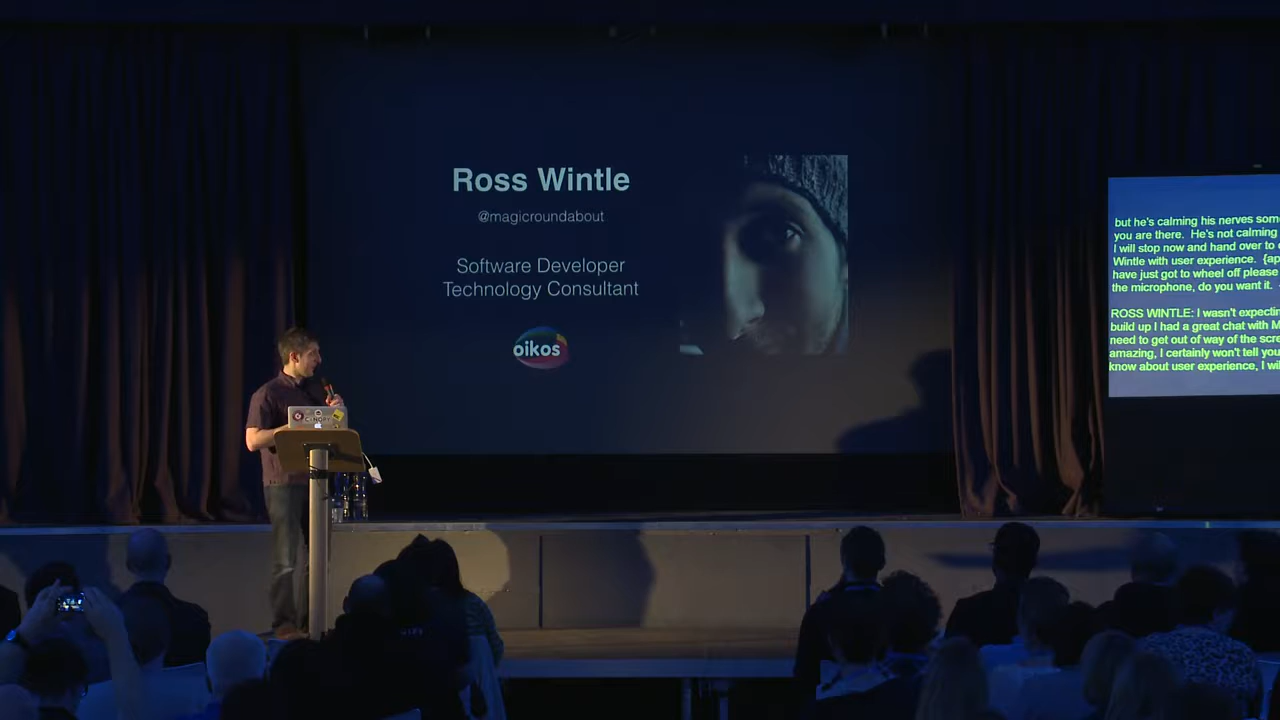 Ross Wintle
@magicroundabout
Software Developer
Technology Consultant
oikos
but he's calming his nerves som
you are there. He's not calming
I will stop now and hand over to
Wintle with user experience. {ap
have just got to wheel off please
the microphone, do you want it.
ROSS WINTLE: I wasn't expectin
build up I had a great chat with M
need to get out of way of the scre
amazing, I certainly won't tell you
know about user experience, I wi